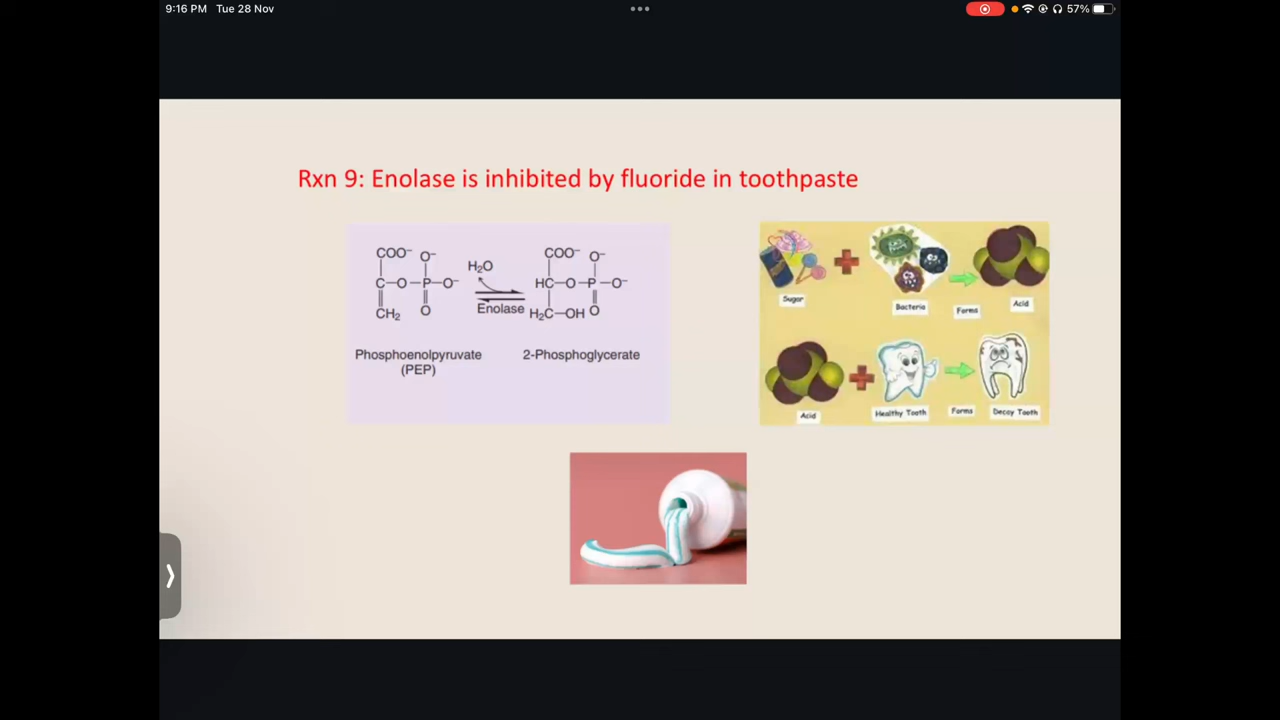 9:16 PM Tue 28 Nov
57%
Rxn 9: Enolase is inhibited by fluoride in toothpaste
COO⁻ O⁻
C—O—P—O⁻
CH₂ O
H₂O
Enolase
COO⁻ O⁻
HC—O—P—O⁻
H₂C—OH O
Phosphoenolpyruvate
(PEP)
2-Phosphoglycerate
Sugar
Bacteria
Forms
Acid
Acid
Healthy Tooth
Forms
Decay Tooth